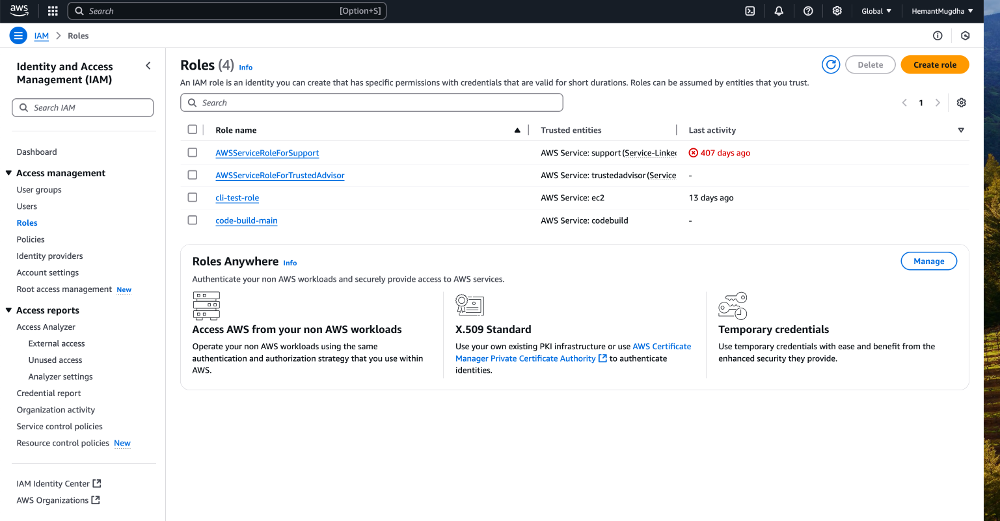 aws
Search [Option+S]
Global HemantMugdha
IAM Roles
Identity and Access
Management (IAM)
Search IAM
Dashboard
Access management
User groups
Users
Roles
Policies
Identity providers
Account settings
Root access management New
Access reports
Access Analyzer
External access
Unused access
Analyzer settings
Credential report
Organization activity
Service control policies
Resource control policies New
IAM Identity Center
AWS Organizations
Roles (4) Info
Delete
Create role
An IAM role is an identity you can create that has specific permissions with credentials that are valid for short durations. Roles can be assumed by entities that you trust.
Search
1
Role name Trusted entities Last activity
AWSServiceRoleForSupport AWS Service: support (Service-Linked 407 days ago
AWSServiceRoleForTrustedAdvisor AWS Service: trustedadvisor (Service -
cli-test-role AWS Service: ec2 13 days ago
code-build-main AWS Service: codebuild -
Roles Anywhere Info
Manage
Authenticate your non AWS workloads and securely provide access to AWS services.
Access AWS from your non AWS workloads
Operate your non AWS workloads using the same
authentication and authorization strategy that you use within
AWS.
X.509 Standard
Use your own existing PKI infrastructure or use AWS Certificate
Manager Private Certificate Authority to authenticate
identities.
Temporary credentials
Use temporary credentials with ease and benefit from the
enhanced security they provide.